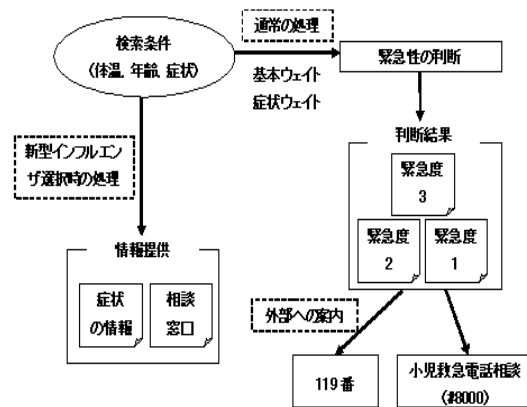 通常の処理
検索条件
(体温, 年齢, 症状)
緊急性の判断
基本ウェイト
症状ウェイト
判断結果
新型インフルエン
ザ選択時の処理
緊急度
3
緊急度
2
緊急度
1
情報提供
症状
の情報
相談
窓口
外部への案内
119番
小児救急電話相談
(#8000)